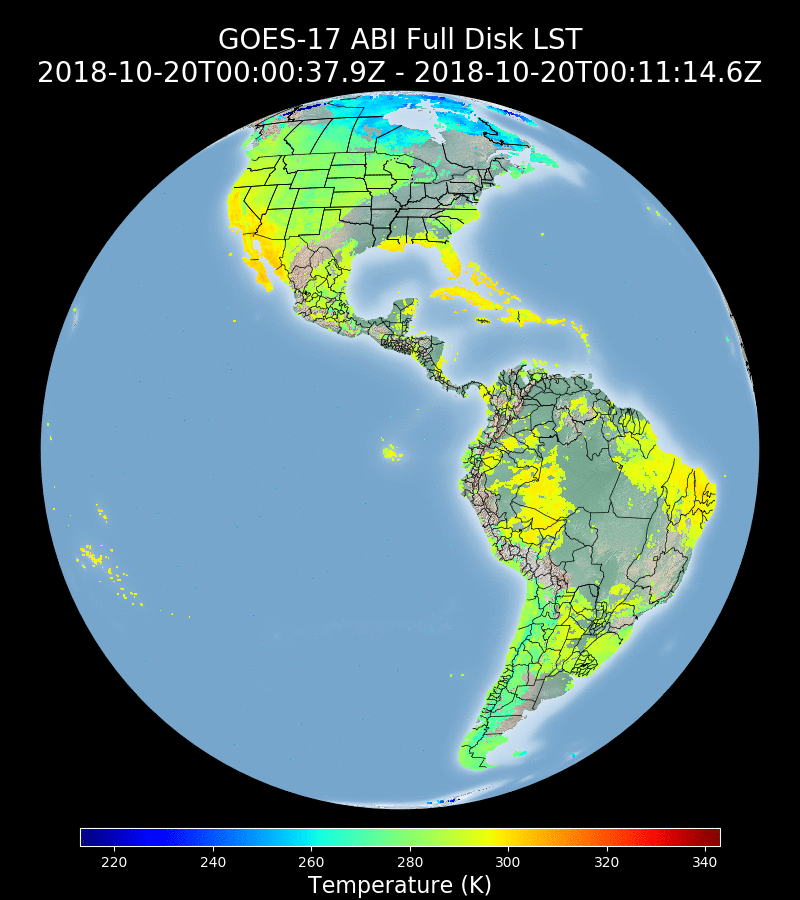 GOES-17 ABI Full Disk LST
2018-10-20T00:00:37.9Z - 2018-10-20T00:11:14.6Z
220 240 260 280 300 320 340
Temperature (K)